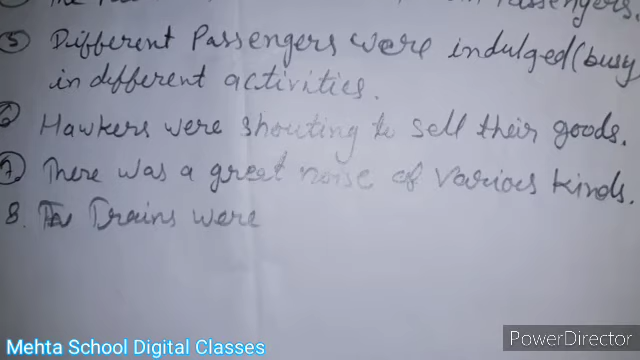 Passengers.
5 Different Passengers were indulged (busy
in different activities.
6 Hawkers were shouting to sell their goods.
7. There was a great noise of various kinds.
8. Trains were
Mehta School Digital Classes
PowerDirector